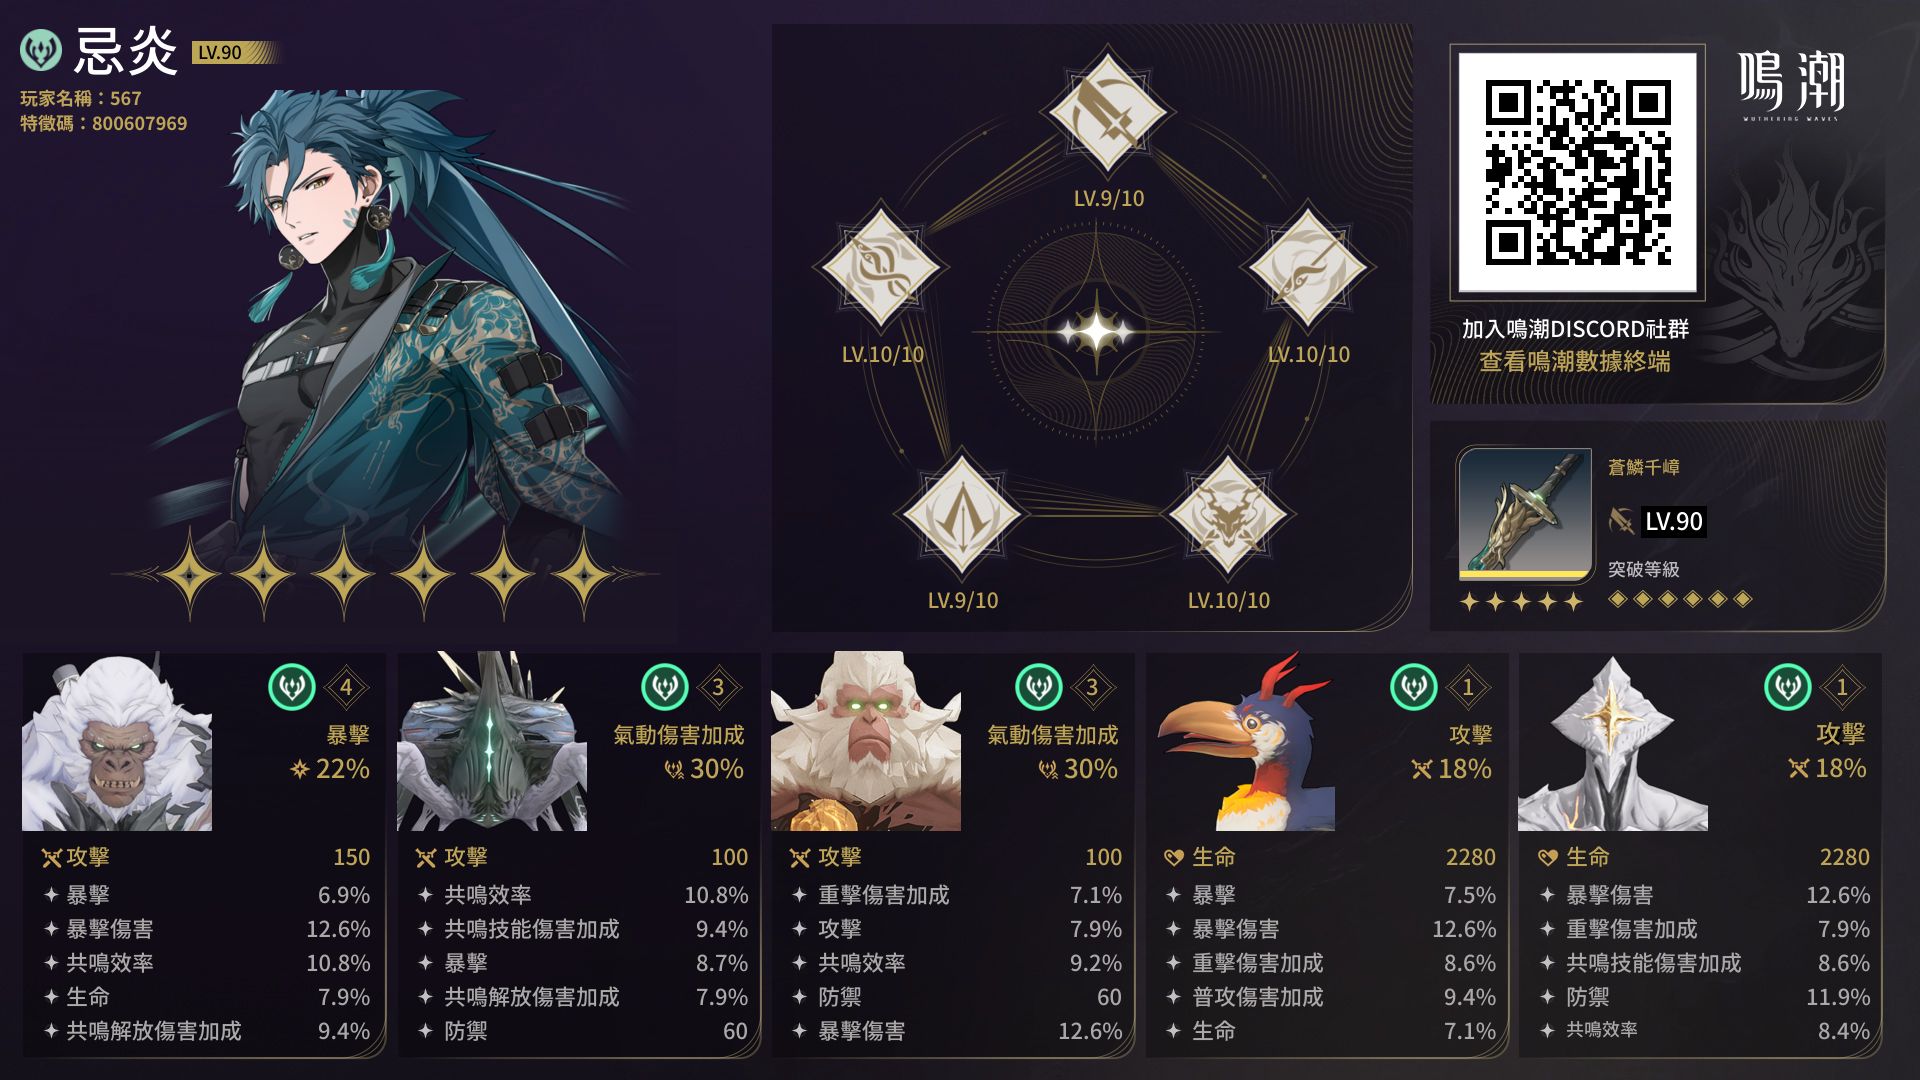 忌炎 LV.90
玩家名稱：567
特徵碼：800607969
LV.9/10
LV.10/10
LV.10/10
LV.9/10
LV.10/10
鳴潮
WUTHERING WAVES
加入鳴潮DISCORD社群
查看鳴潮數據終端
蒼鱗千嶂
LV.90
突破等級
4
暴擊
22%
攻擊 150
暴擊 6.9%
暴擊傷害 12.6%
共鳴效率 10.8%
生命 7.9%
共鳴解放傷害加成 9.4%
3
氣動傷害加成
30%
攻擊 100
共鳴效率 10.8%
共鳴技能傷害加成 9.4%
暴擊 8.7%
共鳴解放傷害加成 7.9%
防禦 60
3
氣動傷害加成
30%
攻擊 100
重擊傷害加成 7.1%
攻擊 7.9%
共鳴效率 9.2%
防禦 60
暴擊傷害 12.6%
1
攻擊
18%
生命 2280
暴擊 7.5%
暴擊傷害 12.6%
重擊傷害加成 8.6%
普攻傷害加成 9.4%
生命 7.1%
1
攻擊
18%
生命 2280
暴擊傷害 12.6%
重擊傷害加成 7.9%
共鳴技能傷害加成 8.6%
防禦 11.9%
共鳴效率 8.4%